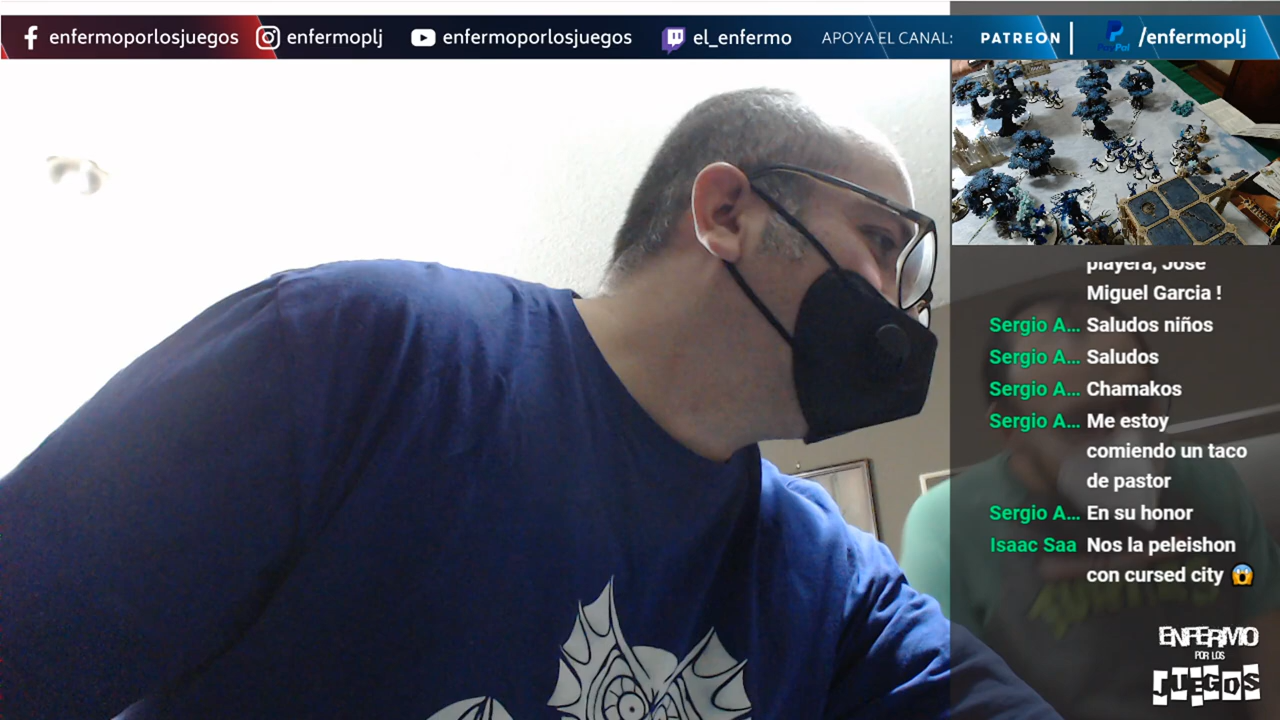 enfermoporlosjuegos enfermoplj enfermoporlosjuegos el_enfermo APOYA EL CANAL: PATREON PayPal /enfermoplj
playera, Jose
Miguel Garcia !
Sergio A... Saludos niños
Sergio A... Saludos
Sergio A... Chamakos
Sergio A... Me estoy
comiendo un taco
de pastor
Sergio A... En su honor
Isaac Saa Nos la peleishon
con cursed city 😱
ENFERMO
POR LOS
JUEGOS